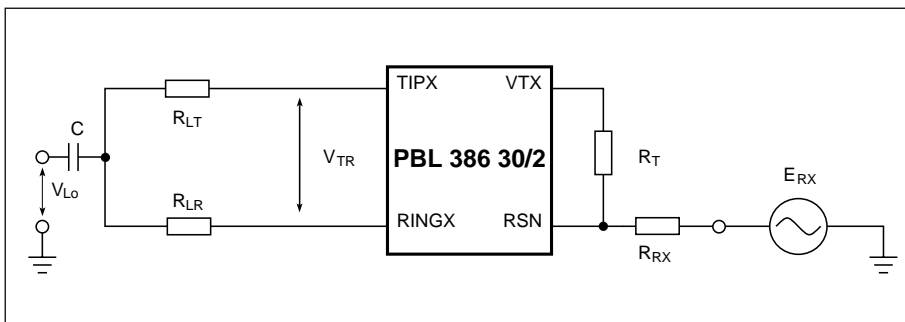 TIPX
VTX
R_LT
C
V_TR
PBL 386 30/2
R_T
E_RX
V_Lo
R_LR
RINGX
RSN
R_RX